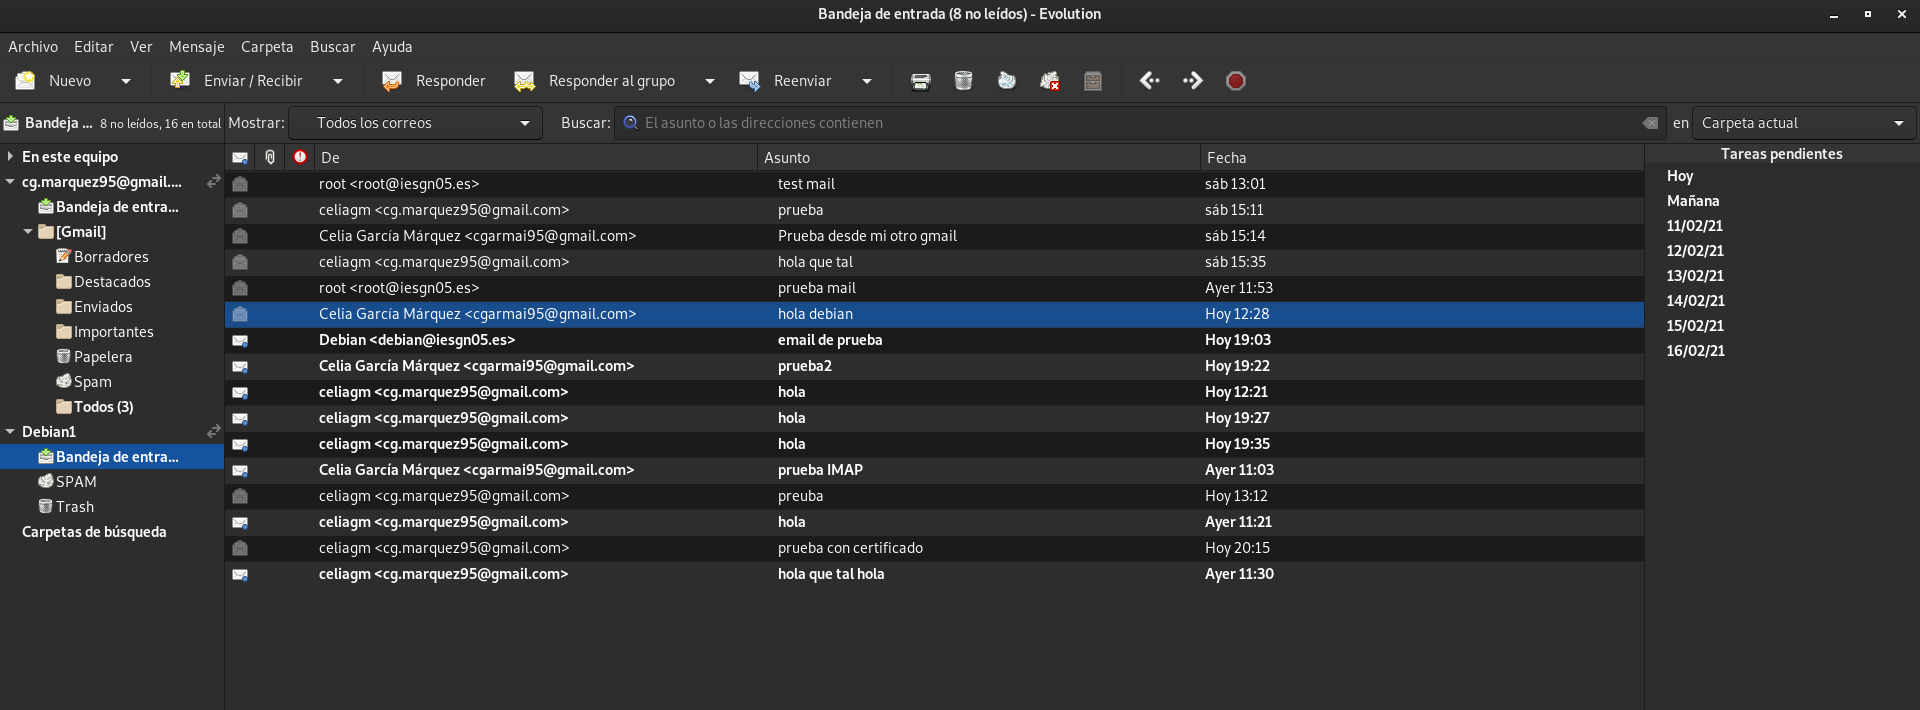 Bandeja de entrada (8 no leídos) - Evolution
Archivo Editar Ver Mensaje Carpeta Buscar Ayuda
Nuevo Enviar / Recibir Responder Responder al grupo Reenviar
Bandeja ... 8 no leídos, 16 en total Mostrar: Todos los correos Buscar: El asunto o las direcciones contienen en Carpeta actual
En este equipo
cg.marquez95@gmail....
Bandeja de entra...
[Gmail]
Borradores
Destacados
Enviados
Importantes
Papelera
Spam
Todos (3)
Debian1
Bandeja de entra...
SPAM
Trash
Carpetas de búsqueda
De Asunto Fecha
root <root@iesgn05.es> test mail sáb 13:01
celiagm <cg.marquez95@gmail.com> prueba sáb 15:11
Celia García Márquez <cgarmai95@gmail.com> Prueba desde mi otro gmail sáb 15:14
celiagm <cg.marquez95@gmail.com> hola que tal sáb 15:35
root <root@iesgn05.es> prueba mail Ayer 11:53
Celia García Márquez <cgarmai95@gmail.com> hola debian Hoy 12:28
Debian <debian@iesgn05.es> email de prueba Hoy 19:03
Celia García Márquez <cgarmai95@gmail.com> prueba2 Hoy 19:22
celiagm <cg.marquez95@gmail.com> hola Hoy 12:21
celiagm <cg.marquez95@gmail.com> hola Hoy 19:27
celiagm <cg.marquez95@gmail.com> hola Hoy 19:35
Celia García Márquez <cgarmai95@gmail.com> prueba IMAP Ayer 11:03
celiagm <cg.marquez95@gmail.com> preuba Hoy 13:12
celiagm <cg.marquez95@gmail.com> hola Ayer 11:21
celiagm <cg.marquez95@gmail.com> prueba con certificado Hoy 20:15
celiagm <cg.marquez95@gmail.com> hola que tal hola Ayer 11:30
Tareas pendientes
Hoy
Mañana
11/02/21
12/02/21
13/02/21
14/02/21
15/02/21
16/02/21